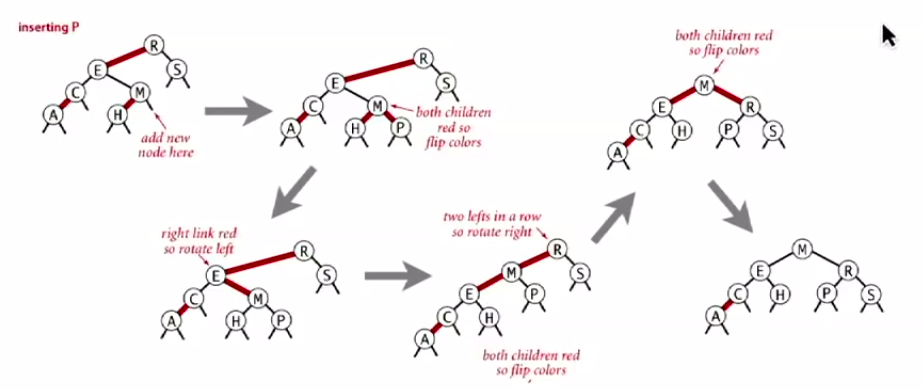 inserting P
R
E
S
C
M
A
H
add new
node here
R
E
S
C
M
A
H
P
both children
red so
flip colors
both children red
so flip colors
M
E
R
C
H
P
S
A
right link red
so rotate left
R
E
S
C
M
A
H
P
two lefts in a row
so rotate right
R
M
S
E
P
C
H
A
both children red
so flip colors
M
E
R
C
H
P
S
A